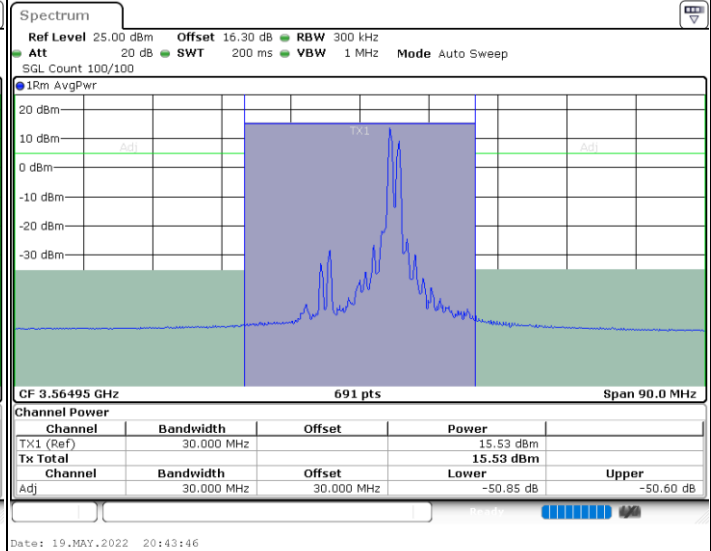 Spectrum
Ref Level 25.00 dBm Offset 16.30 dB RBW 300 kHz
Att 20 dB SWT 200 ms VBW 1 MHz Mode Auto Sweep
SGL Count 100/100
1Rm AvgPwr
20 dBm
TX1
10 dBm
Adj Adj
0 dBm
-10 dBm
-20 dBm
-30 dBm
CF 3.56495 GHz 691 pts Span 90.0 MHz
Channel Power
Channel Bandwidth Offset Power
TX1 (Ref) 30.000 MHz 15.53 dBm
Tx Total 15.53 dBm
Channel Bandwidth Offset Lower Upper
Adj 30.000 MHz 30.000 MHz -50.85 dB -50.60 dB
Ready
Date: 19.MAY.2022 20:43:46